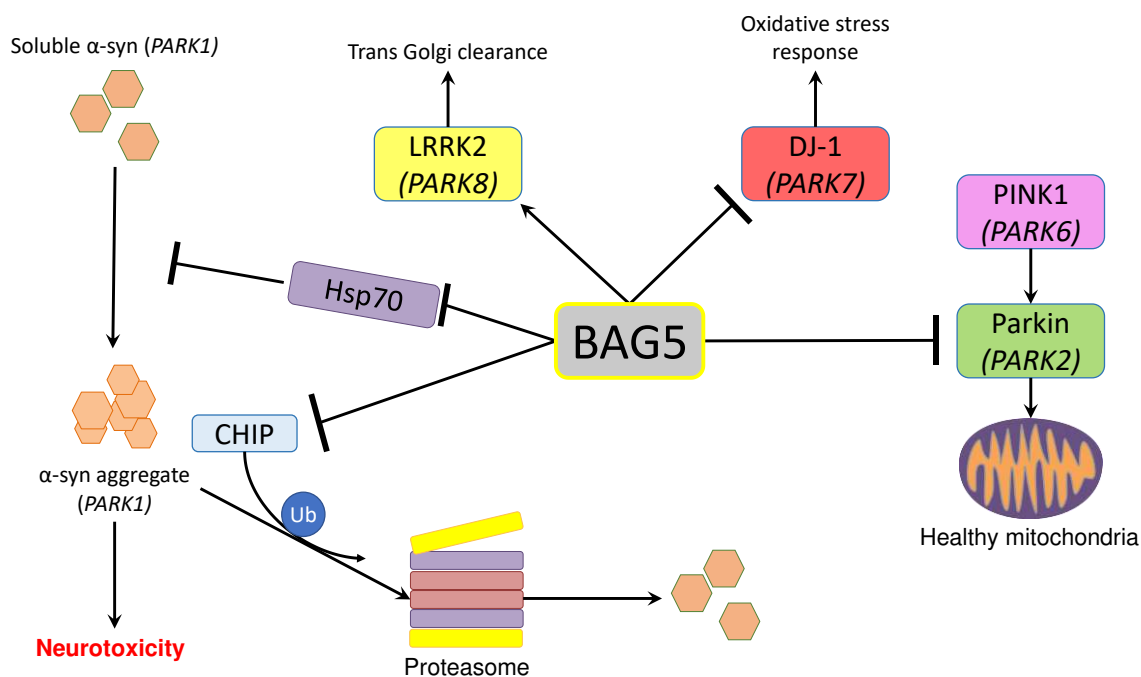 Soluble α-syn (PARK1)
Trans Golgi clearance
Oxidative stress
response
LRRK2
(PARK8)
DJ-1
(PARK7)
PINK1
(PARK6)
Hsp70
BAG5
Parkin
(PARK2)
CHIP
α-syn aggregate
(PARK1)
Ub
Healthy mitochondria
Neurotoxicity
Proteasome